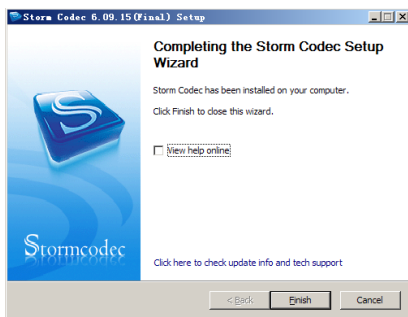 Storm Codec 6.09.15(Final) Setup
Completing the Storm Codec Setup
Wizard
Storm Codec has been installed on your computer.
Click Finish to close this wizard.
View help online
Stormcodec
Click here to check update info and tech support
< Back
Finish
Cancel